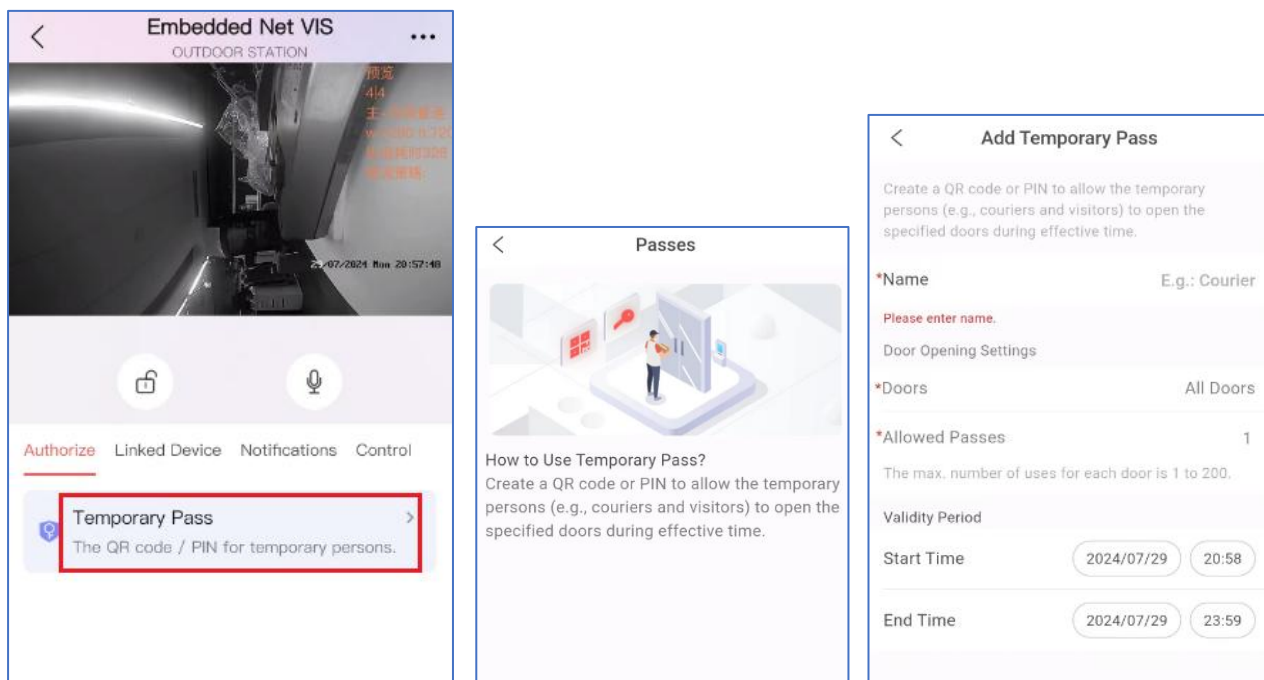 Embedded Net VIS
OUTDOOR STATION
预览
4|4
29/07/2024 Mon 20:57:48
Authorize Linked Device Notifications Control
Temporary Pass
The QR code / PIN for temporary persons.
Passes
How to Use Temporary Pass?
Create a QR code or PIN to allow the temporary
persons (e.g., couriers and visitors) to open the
specified doors during effective time.
Add Temporary Pass
Create a QR code or PIN to allow the temporary
persons (e.g., couriers and visitors) to open the
specified doors during effective time.
*Name E.g.: Courier
Please enter name.
Door Opening Settings
*Doors All Doors
*Allowed Passes 1
The max. number of uses for each door is 1 to 200.
Validity Period
Start Time 2024/07/29 20:58
End Time 2024/07/29 23:59